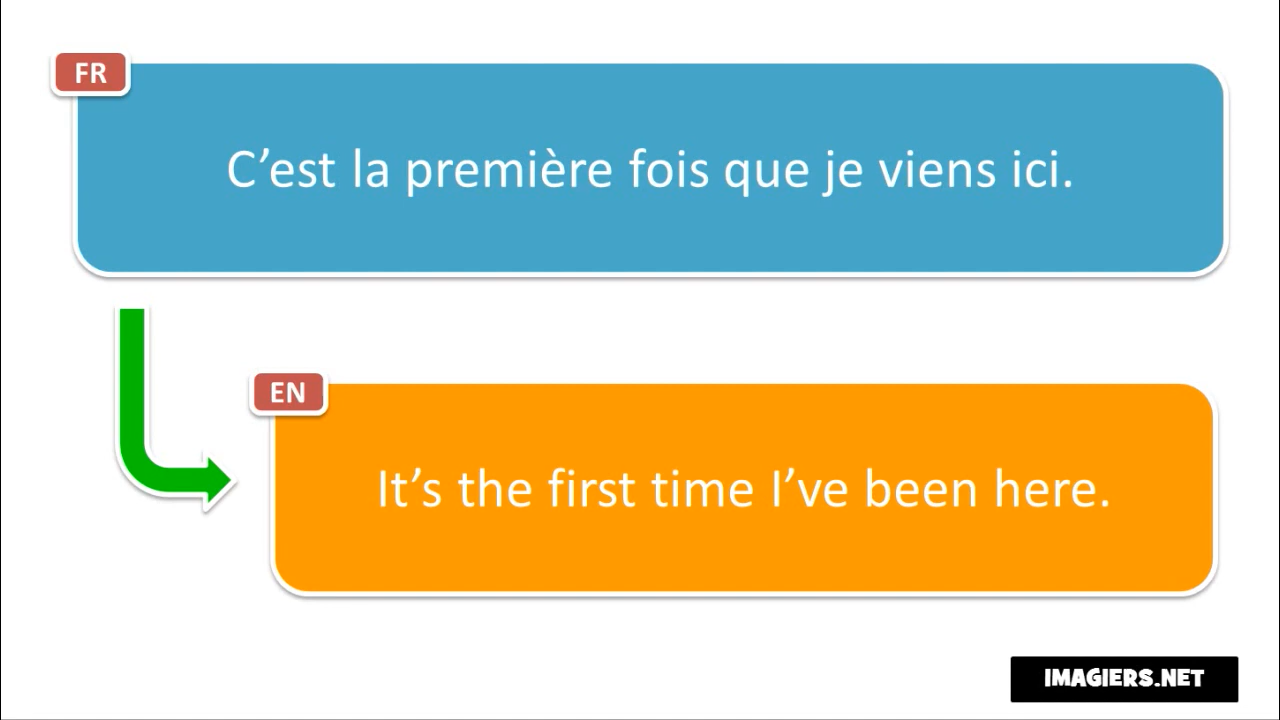 FR
C’est la première fois que je viens ici.
EN
It’s the first time I’ve been here.
IMAGIERS.NET